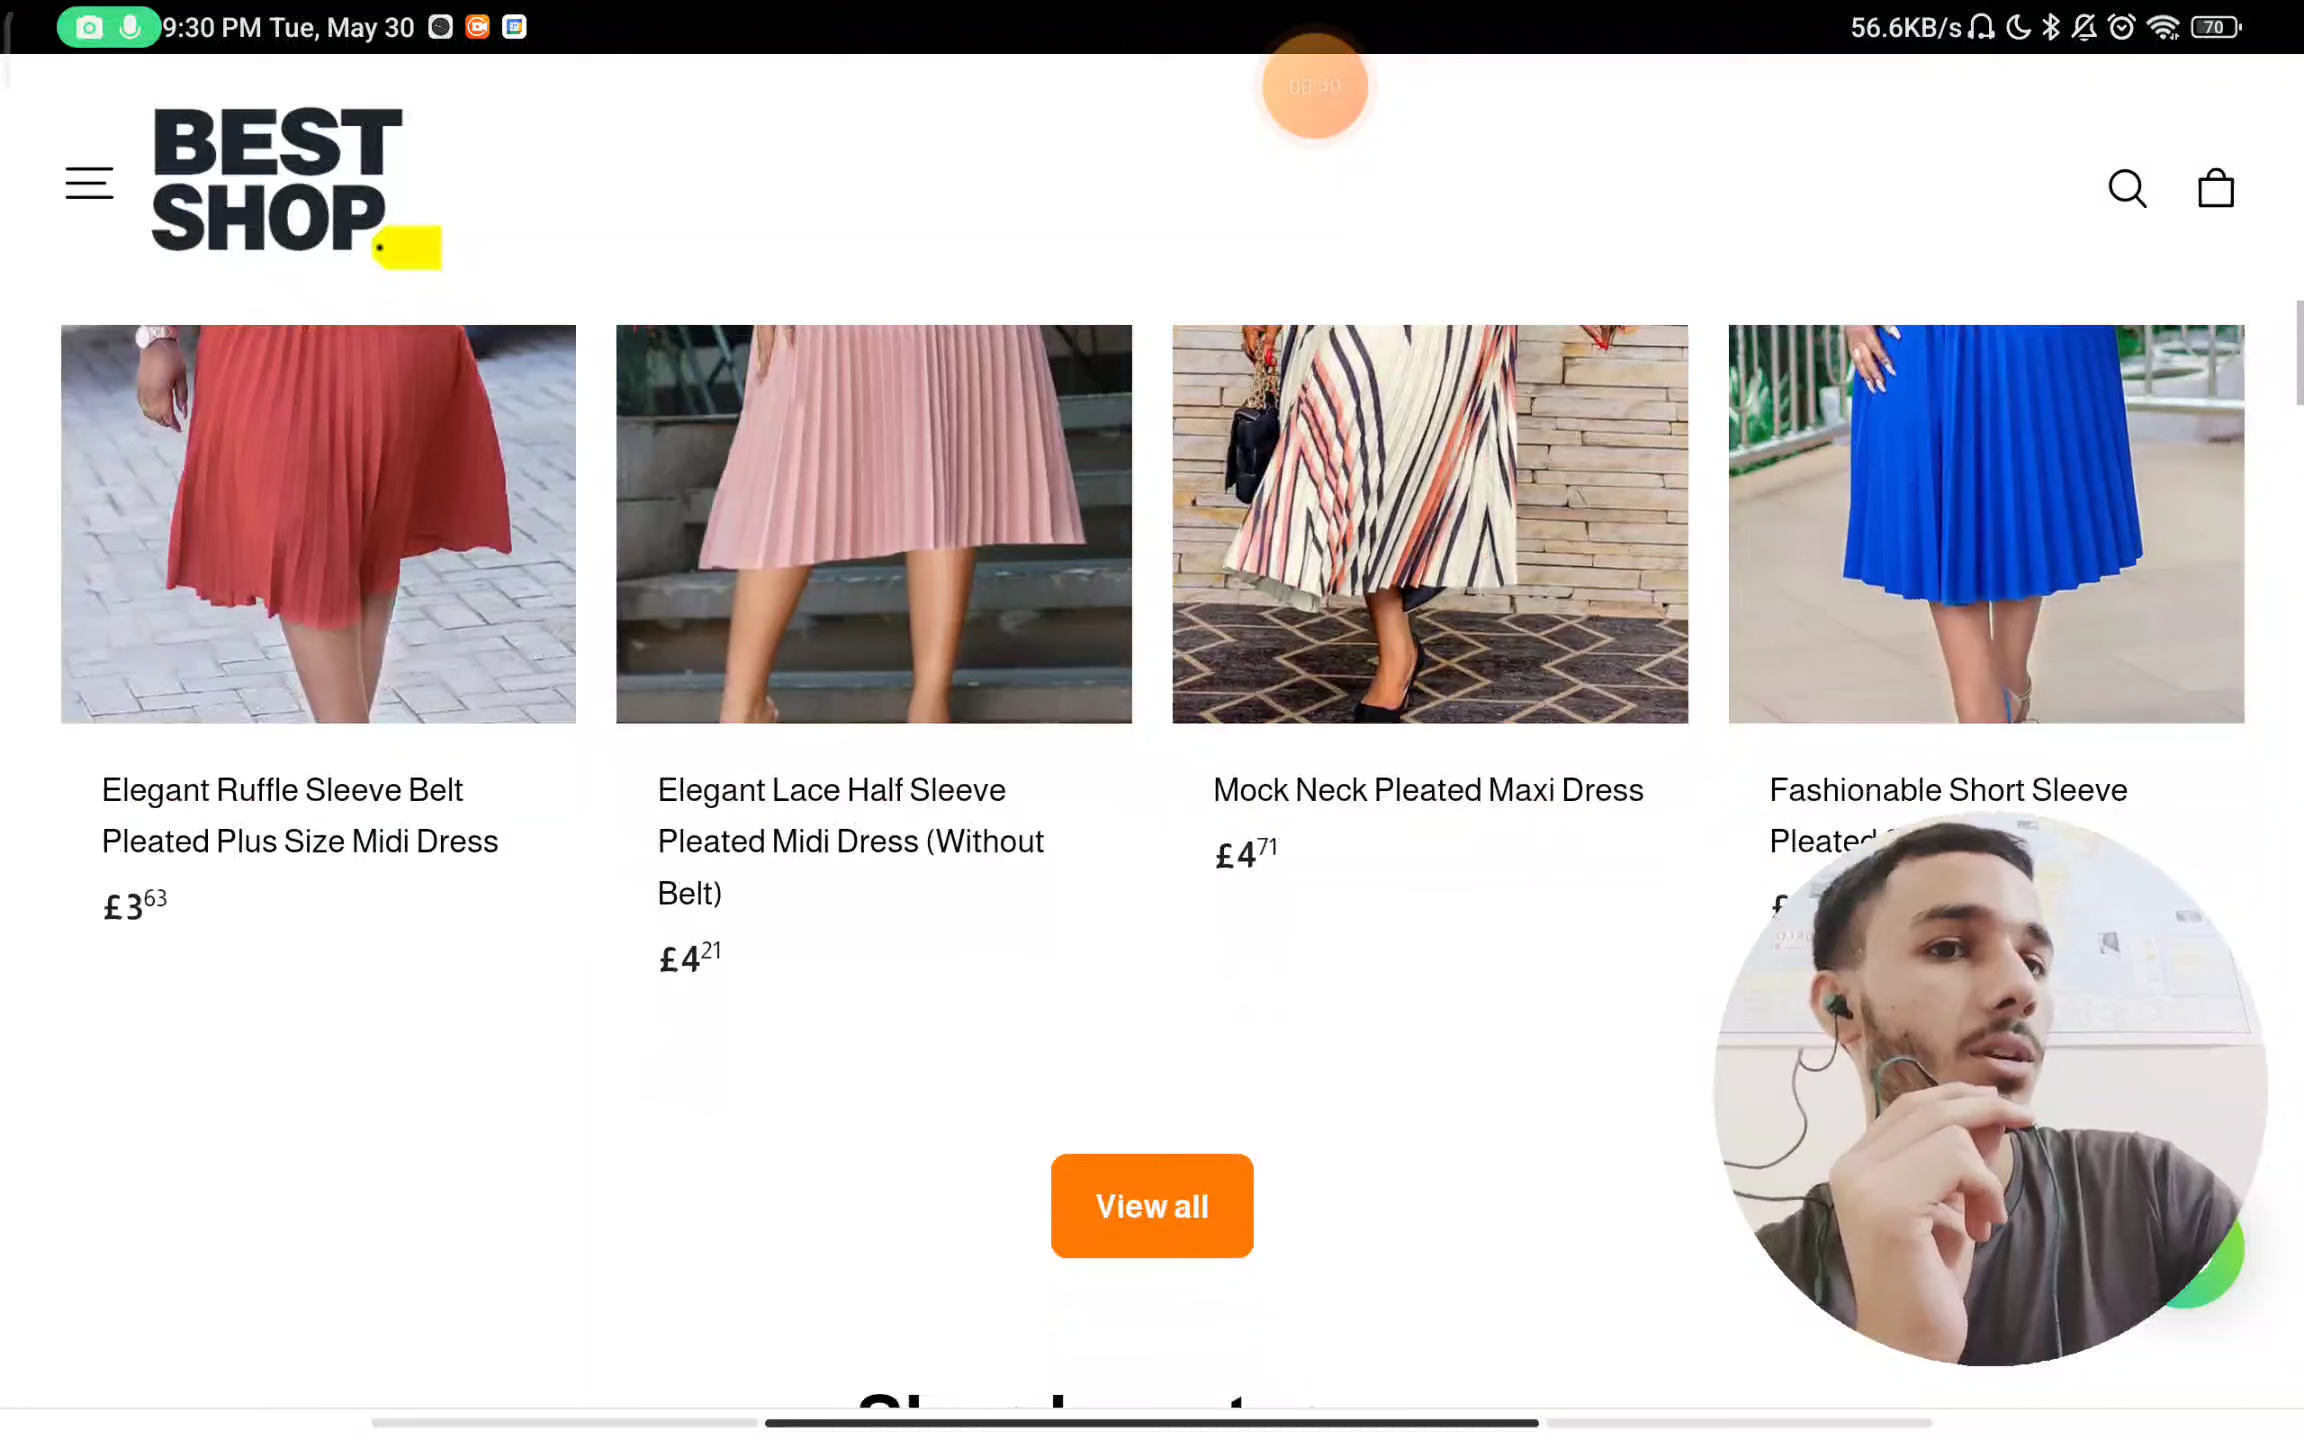 9:30 PM Tue, May 30
56.6KB/s
70
BEST
SHOP
Elegant Ruffle Sleeve Belt
Pleated Plus Size Midi Dress
£3 63
Elegant Lace Half Sleeve
Pleated Midi Dress (Without
Belt)
£4 21
Mock Neck Pleated Maxi Dress
£4 71
Fashionable Short Sleeve
Pleated
£
View all